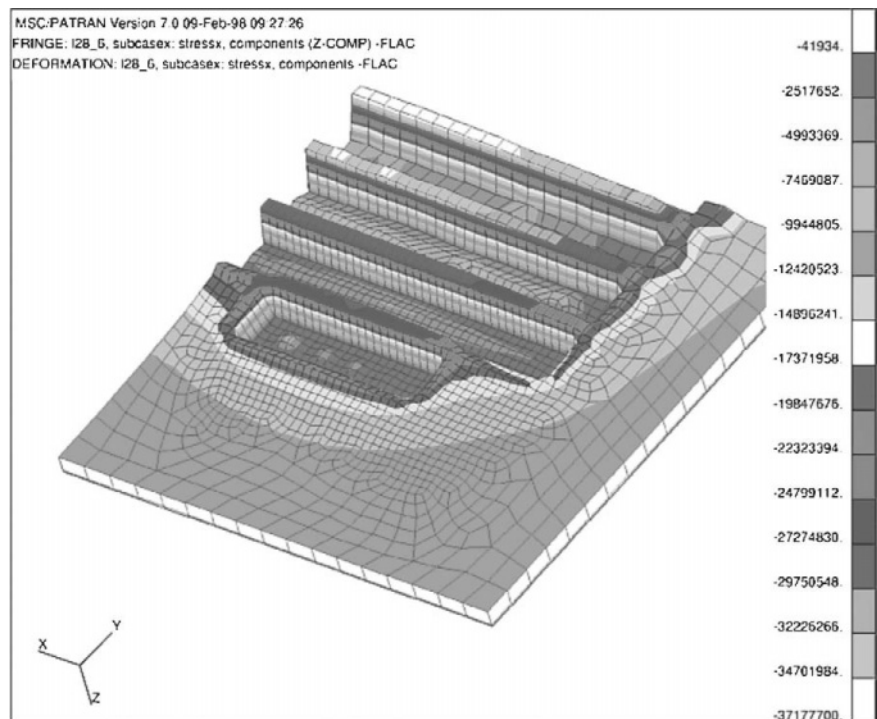 MSC/PATRAN Version 7.0 09-Feb-98 09:27:26
FRINGE: I28_6, subcasex: stressx, components (Z-COMP) -FLAC
DEFORMATION: I28_6, subcasex: stressx, components -FLAC
-41934.
-2517652.
-4993369.
-7469087.
-9944805.
-12420523.
-14896241.
-17371958.
-19847676.
-22323394.
-24799112.
-27274830.
-29750548.
-32226266.
-34701984.
-37177700.
X
Y
Z